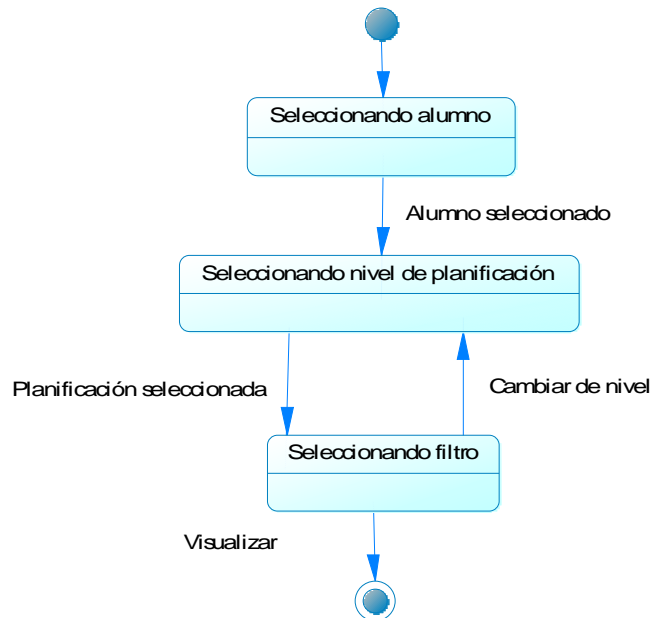 Seleccionando alumno
Alumno seleccionado
Seleccionando nivel de planificación
Planificación seleccionada
Cambiar de nivel
Seleccionando filtro
Visualizar